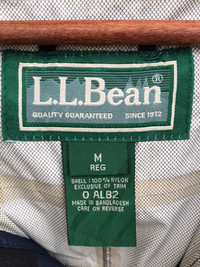 L.L.Bean®
QUALITY GUARANTEED SINCE 1912
M
REG
SHELL: 100% NYLON
EXCLUSIVE OF TRIM
0 ALB2
MADE IN BANGLADESH
CARE ON REVERSE